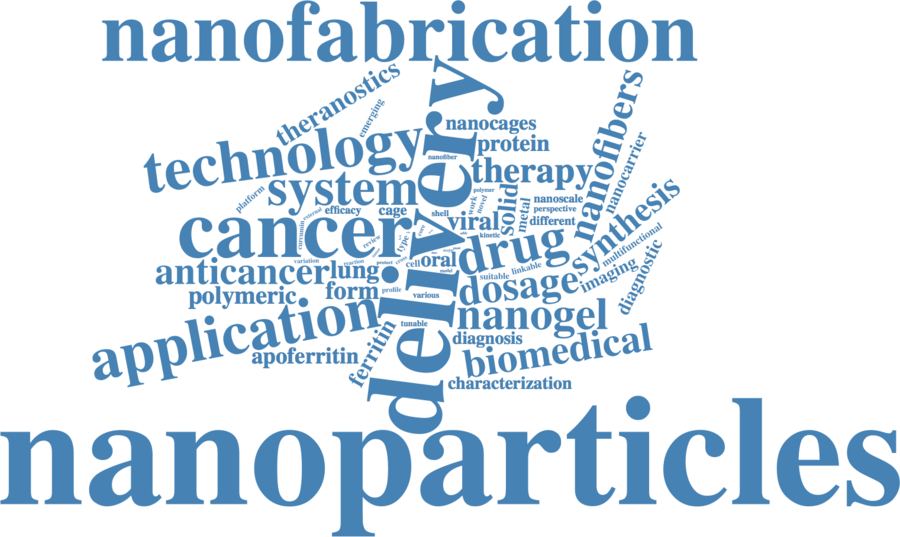 nanofabrication
theranostics
emerging
delivery
nanofibers
nanocages
protein
technology
nanofiber
therapy
nanocarrier
system
platform
polymer
solid
metal
nanoscale
perspective
different
work
novel
synthesis
efficacy
cage
shell
viral
kinetic
external
curcumin
cancer
review
type
core
drug
multifunctional
variation
reaction
protect
cell
oral
anticancer
lung
suitable
linkable
imaging
diagnostic
polymeric
form
profile
various
dosage
application
nanogel
tunable
ferritin
apoferritin
diagnosis
biomedical
characterization
nanoparticles